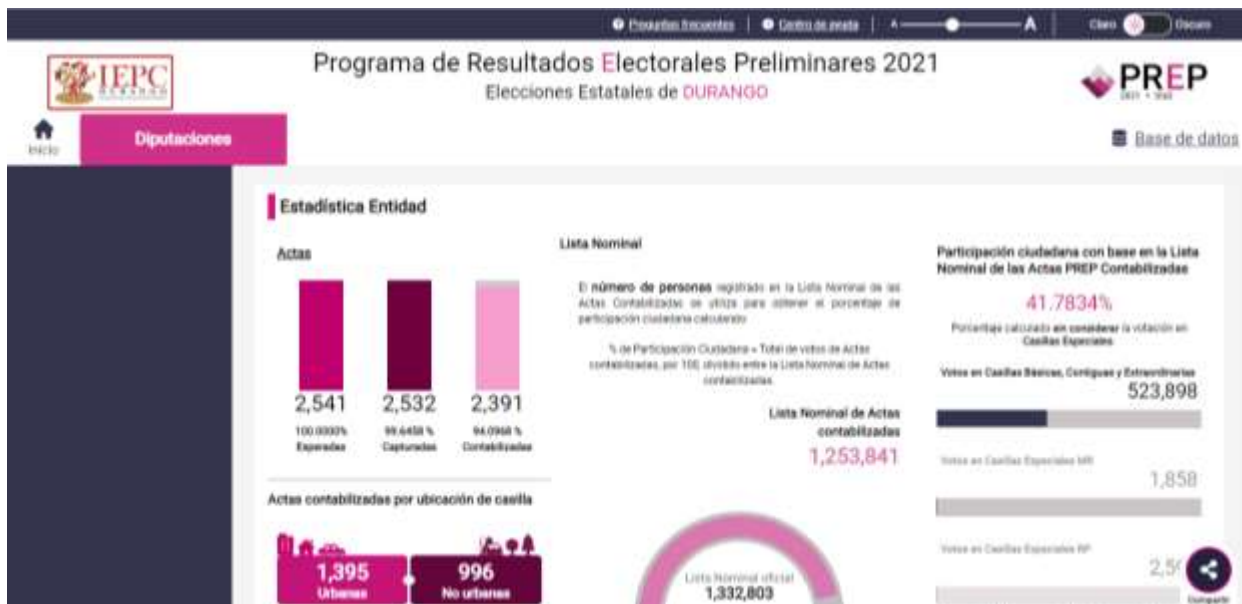 Preguntas frecuentes | Centro de ayuda | A A | Claro Oscuro
IEPC
DURANGO
Programa de Resultados Electorales Preliminares 2021
Elecciones Estatales de DURANGO
PREP
Inicio
Diputaciones
Base de datos
Estadística Entidad
Actas
2,541
100.0000%
Esperadas
2,532
99.6458 %
Capturadas
2,391
94.0968 %
Contabilizadas
Actas contabilizadas por ubicación de casilla
1,395
Urbanas
996
No urbanas
Lista Nominal
El número de personas registrado en la Lista Nominal de las
Actas Contabilizadas se utiliza para obtener el porcentaje de
participación ciudadana calculando
% de Participación Ciudadana = Total de votos de Actas
contabilizadas, por 100, dividido entre la Lista Nominal de Actas
contabilizadas.
Lista Nominal de Actas
contabilizadas
1,253,841
Lista Nominal oficial
1,332,803
Participación ciudadana con base en la Lista
Nominal de las Actas PREP Contabilizadas
41.7834%
Porcentaje calculado sin considerar la votación en
Casillas Especiales
Votos en Casillas Básicas, Contiguas y Extraordinarias
523,898
Votos en Casillas Especiales MR
1,858
Votos en Casillas Especiales RP
Compartir